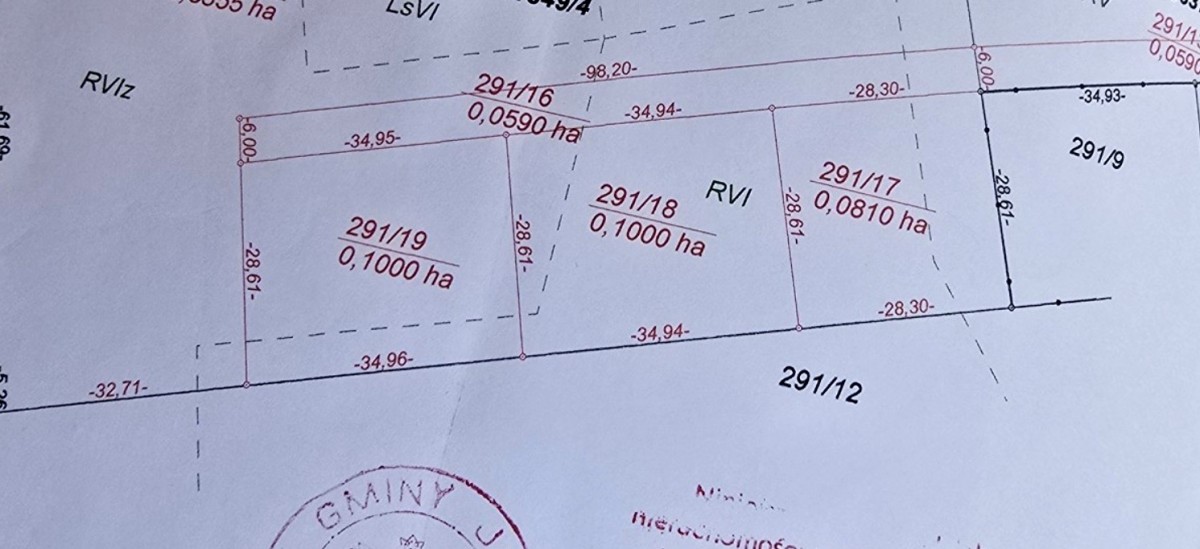 LsVI
RVIz
291/16
0,0590 ha
-98,20-
-6,00-
-34,95-
-34,94-
-28,30-
-6,00-
-34,93-
0,0590
291/9
291/19
0,1000 ha
291/18
0,1000 ha
RVI
291/17
0,0810 ha
-28,61-
-28,61-
-28,61-
-28,61-
-32,71-
-34,96-
-34,94-
-28,30-
291/12
GMINY J